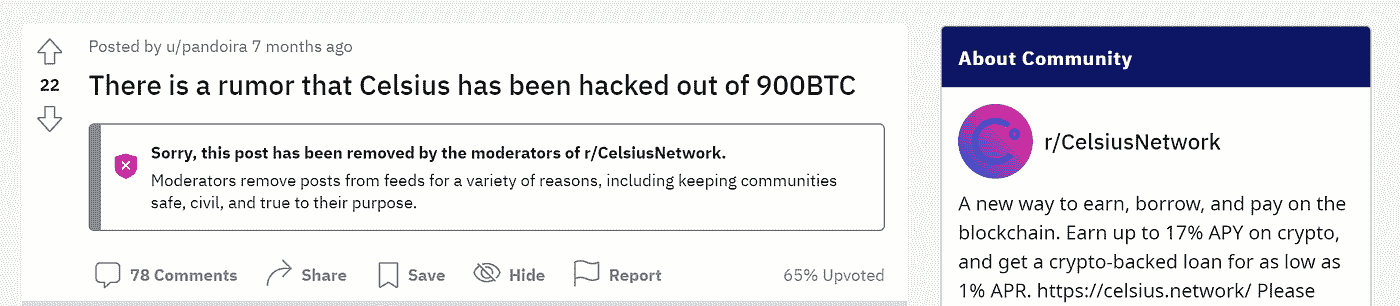 Posted by u/pandoira 7 months ago
22
There is a rumor that Celsius has been hacked out of 900BTC
Sorry, this post has been removed by the moderators of r/CelsiusNetwork.
Moderators remove posts from feeds for a variety of reasons, including keeping communities
safe, civil, and true to their purpose.
78 Comments Share Save Hide Report 65% Upvoted
About Community
r/CelsiusNetwork
A new way to earn, borrow, and pay on the
blockchain. Earn up to 17% APY on crypto,
and get a crypto-backed loan for as low as
1% APR. https://celsius.network/ Please